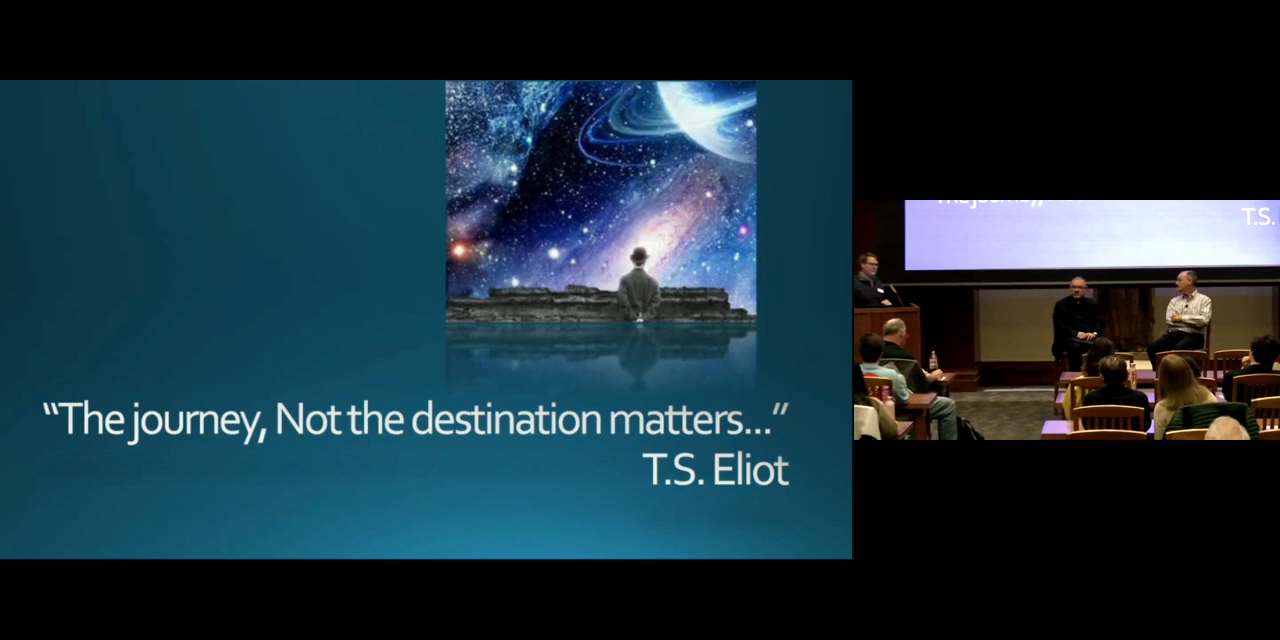 “The journey, Not the destination matters...”
T.S. Eliot
T.S.